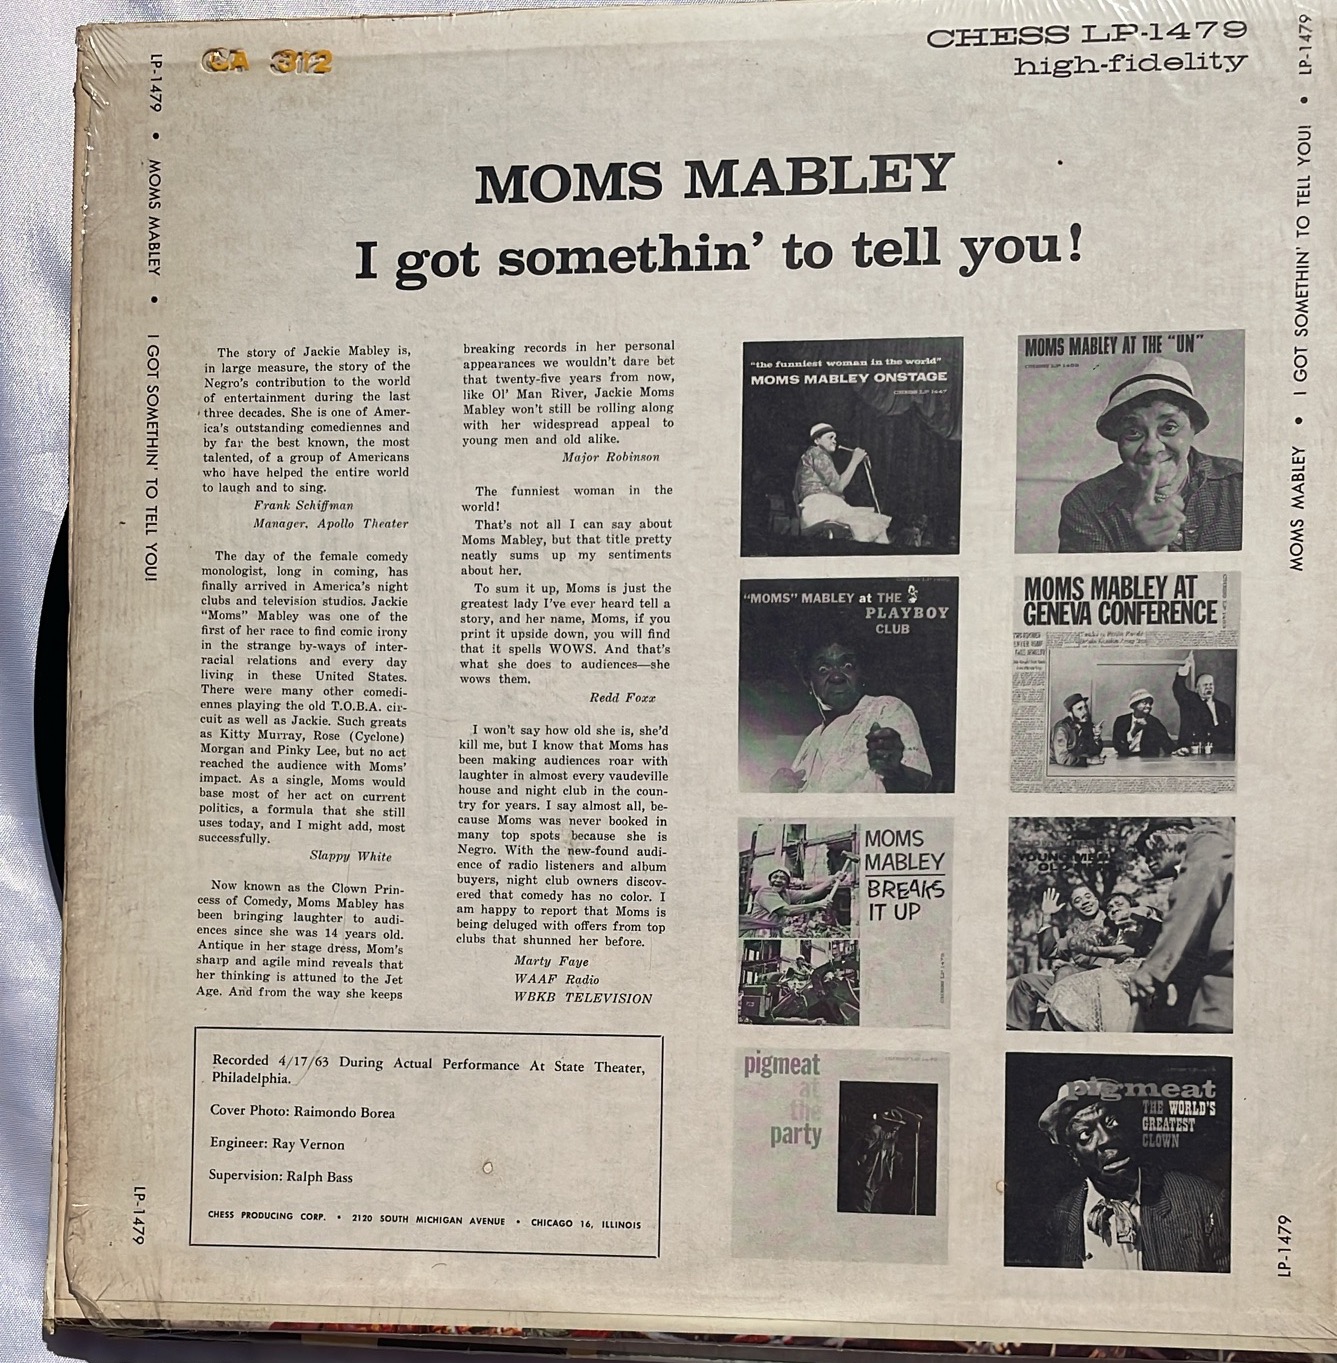 CA 312
CHESS LP-1479
high-fidelity
LP-1479 • MOMS MABLEY • I GOT SOMETHIN' TO TELL YOU!
LP-1479
MOMS MABLEY
I got somethin' to tell you!
The story of Jackie Mabley is,
in large measure, the story of the
Negro's contribution to the world
of entertainment during the last
three decades. She is one of Amer-
ica's outstanding comediennes and
by far the best known, the most
talented, of a group of Americans
who have helped the entire world
to laugh and to sing.
Frank Schiffman
Manager, Apollo Theater
The day of the female comedy
monologist, long in coming, has
finally arrived in America's night
clubs and television studios. Jackie
"Moms" Mabley was one of the
first of her race to find comic irony
in the strange by-ways of inter-
racial relations and every day
living in these United States.
There were many other comedi-
ennes playing the old T.O.B.A. cir-
cuit as well as Jackie. Such greats
as Kitty Murray, Rose (Cyclone)
Morgan and Pinky Lee, but no act
reached the audience with Moms'
impact. As a single, Moms would
base most of her act on current
politics, a formula that she still
uses today, and I might add, most
successfully.
Slappy White
Now known as the Clown Prin-
cess of Comedy, Moms Mabley has
been bringing laughter to audi-
ences since she was 14 years old.
Antique in her stage dress, Mom's
sharp and agile mind reveals that
her thinking is attuned to the Jet
Age. And from the way she keeps
breaking records in her personal
appearances we wouldn't dare bet
that twenty-five years from now,
like Ol' Man River, Jackie Moms
Mabley won't still be rolling along
with her widespread appeal to
young men and old alike.
Major Robinson
The funniest woman in the
world!
That's not all I can say about
Moms Mabley, but that title pretty
neatly sums up my sentiments
about her.
To sum it up, Moms is just the
greatest lady I've ever heard tell a
story, and her name, Moms, if you
print it upside down, you will find
that it spells WOWS. And that's
what she does to audiences—she
wows them.
Redd Foxx
I won't say how old she is, she'd
kill me, but I know that Moms has
been making audiences roar with
laughter in almost every vaudeville
house and night club in the coun-
try for years. I say almost all, be-
cause Moms was never booked in
many top spots because she is
Negro. With the new-found audi-
ence of radio listeners and album
buyers, night club owners discov-
ered that comedy has no color. I
am happy to report that Moms is
being deluged with offers from top
clubs that shunned her before.
Marty Faye
WAAF Radio
WBKB TELEVISION
Recorded 4/17/63 During Actual Performance At State Theater,
Philadelphia.
Cover Photo: Raimondo Borea
Engineer: Ray Vernon
Supervision: Ralph Bass
CHESS PRODUCING CORP. • 2120 SOUTH MICHIGAN AVENUE • CHICAGO 16, ILLINOIS
"the funniest woman in the world"
MOMS MABLEY ONSTAGE
CHESS LP 1447
MOMS MABLEY AT THE "UN"
"MOMS" MABLEY at THE
PLAYBOY
CLUB
MOMS MABLEY AT
GENEVA CONFERENCE
MOMS
MABLEY
BREAKS
IT UP
YOUNG MEN
pigmeat
at
the
party
pigmeat
THE WORLD'S
GREATEST
CLOWN
MOMS MABLEY • I GOT SOMETHIN' TO TELL YOU! • LP-1479
LP-1479